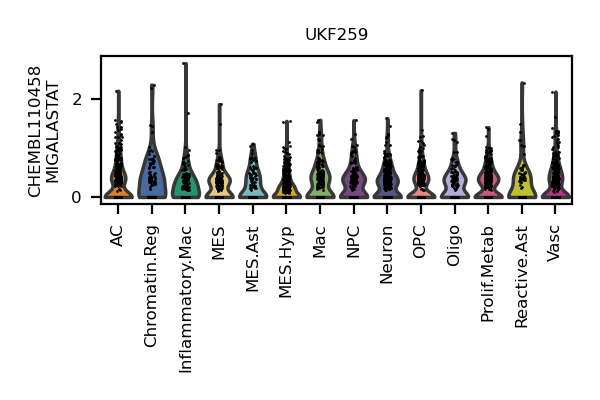 UKF259
CHEMBL110458
MIGALASTAT
2
0
AC
Chromatin.Reg
Inflammatory.Mac
MES
MES.Ast
MES.Hyp
Mac
NPC
Neuron
OPC
Oligo
Prolif.Metab
Reactive.Ast
Vasc